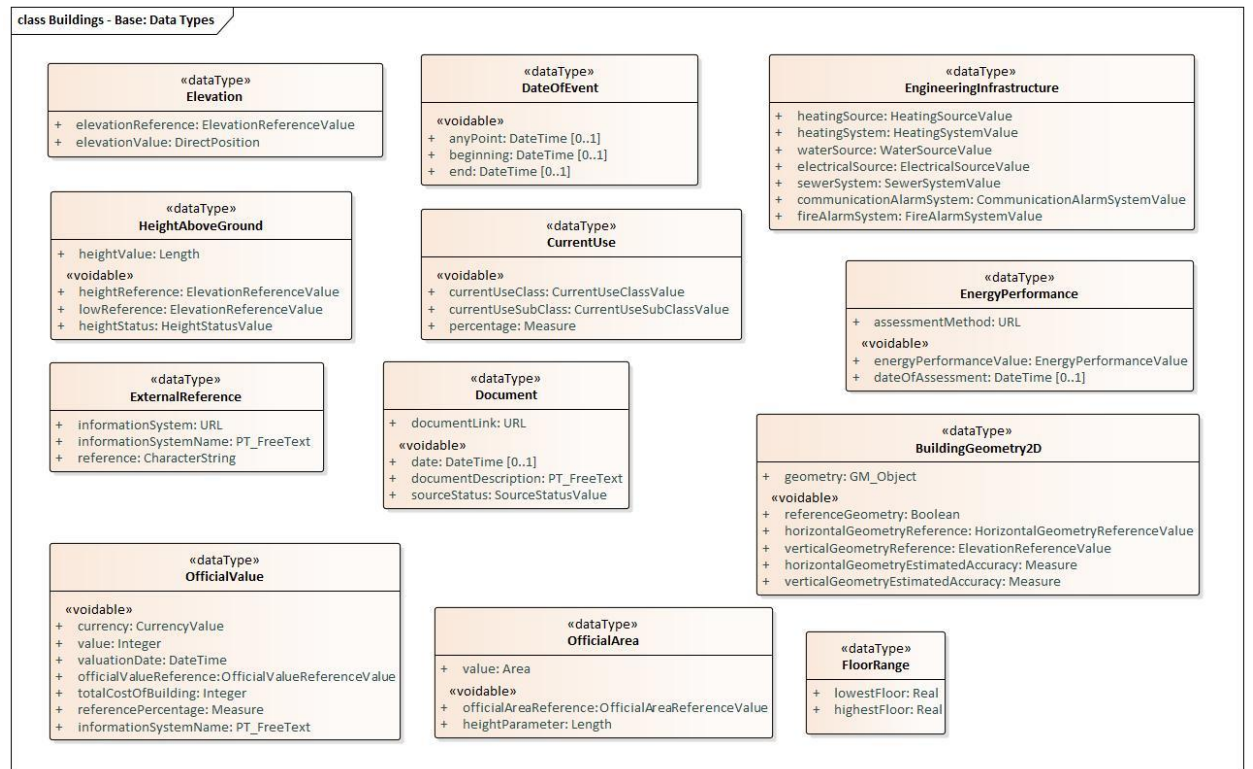 class Buildings - Base: Data Types
«dataType»
Elevation
+ elevationReference: ElevationReferenceValue
+ elevationValue: DirectPosition
«dataType»
DateOfEvent
«voidable»
+ anyPoint: DateTime [0..1]
+ beginning: DateTime [0..1]
+ end: DateTime [0..1]
«dataType»
EngineeringInfrastructure
+ heatingSource: HeatingSourceValue
+ heatingSystem: HeatingSystemValue
+ waterSource: WaterSourceValue
+ electricalSource: ElectricalSourceValue
+ sewerSystem: SewerSystemValue
+ communicationAlarmSystem: CommunicationAlarmSystemValue
+ fireAlarmSystem: FireAlarmSystemValue
«dataType»
HeightAboveGround
+ heightValue: Length
«voidable»
+ heightReference: ElevationReferenceValue
+ lowReference: ElevationReferenceValue
+ heightStatus: HeightStatusValue
«dataType»
CurrentUse
«voidable»
+ currentUseClass: CurrentUseClassValue
+ currentUseSubClass: CurrentUseSubClassValue
+ percentage: Measure
«dataType»
EnergyPerformance
+ assessmentMethod: URL
«voidable»
+ energyPerformanceValue: EnergyPerformanceValue
+ dateOfAssessment: DateTime [0..1]
«dataType»
ExternalReference
+ informationSystem: URL
+ informationSystemName: PT_FreeText
+ reference: CharacterString
«dataType»
Document
+ documentLink: URL
«voidable»
+ date: DateTime [0..1]
+ documentDescription: PT_FreeText
+ sourceStatus: SourceStatusValue
«dataType»
BuildingGeometry2D
+ geometry: GM_Object
«voidable»
+ referenceGeometry: Boolean
+ horizontalGeometryReference: HorizontalGeometryReferenceValue
+ verticalGeometryReference: ElevationReferenceValue
+ horizontalGeometryEstimatedAccuracy: Measure
+ verticalGeometryEstimatedAccuracy: Measure
«dataType»
OfficialValue
«voidable»
+ currency: CurrencyValue
+ value: Integer
+ valuationDate: DateTime
+ officialValueReference:OfficialValueReferenceValue
+ totalCostOfBuilding: Integer
+ referencePercentage: Measure
+ informationSystemName: PT_FreeText
«dataType»
OfficialArea
+ value: Area
«voidable»
+ officialAreaReference:OfficialAreaReferenceValue
+ heightParameter: Length
«dataType»
FloorRange
+ lowestFloor: Real
+ highestFloor: Real